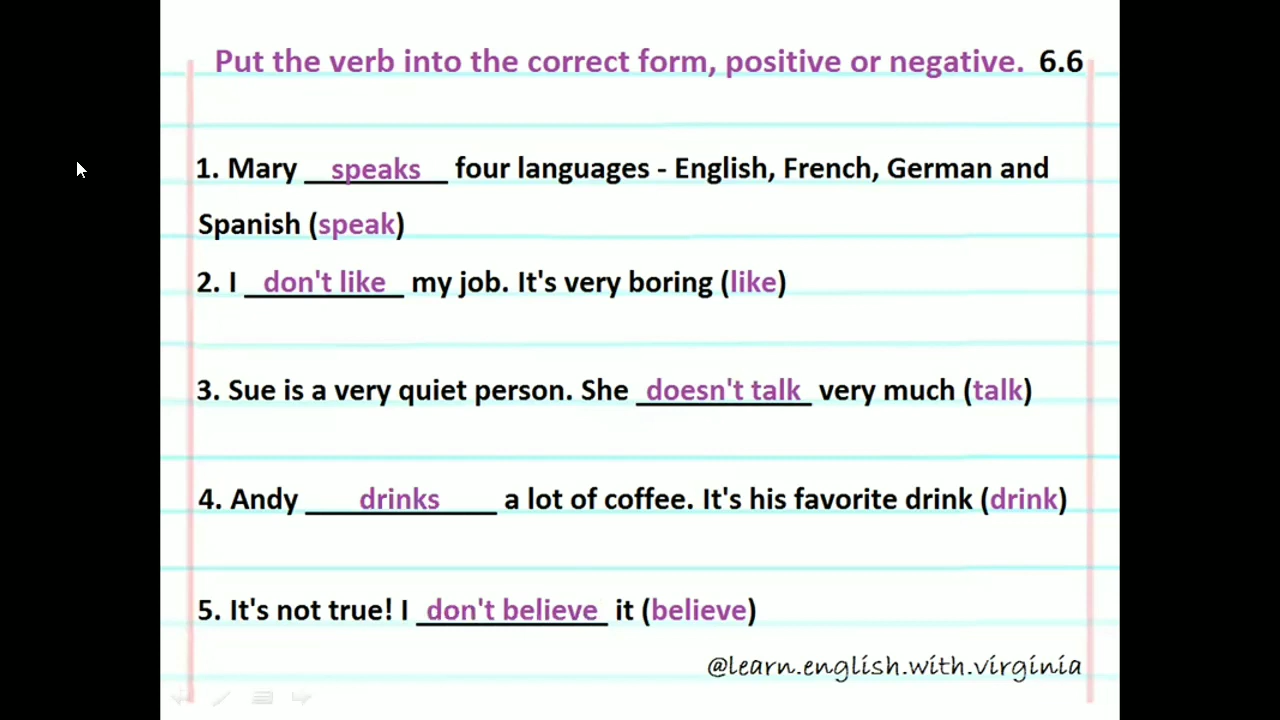 Put the verb into the correct form, positive or negative. 6.6
1. Mary speaks four languages - English, French, German and
Spanish (speak)
2. I don't like my job. It's very boring (like)
3. Sue is a very quiet person. She doesn't talk very much (talk)
4. Andy drinks a lot of coffee. It's his favorite drink (drink)
5. It's not true! I don't believe it (believe)
@learn.english.with.virginia